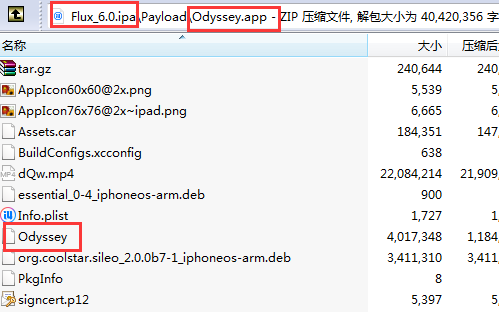 Flux_6.0.ipa\Payload\Odyssey.app - ZIP 压缩文件, 解包大小为 40,420,356 字
名称 大小 压缩后
tar.gz 240,644 240,
AppIcon60x60@2x.png 5,539 5,
AppIcon76x76@2x~ipad.png 6,665 6,
Assets.car 184,351 147,
BuildConfigs.xcconfig 638
dQw.mp4 22,084,214 21,909,
essential_0-4_iphoneos-arm.deb 900
Info.plist 1,727 1,
Odyssey 4,017,348 1,184,
org.coolstar.sileo_2.0.0b7-1_iphoneos-arm.deb 3,411,310 3,411,
PkgInfo 8
signcert.p12 5,397 5,